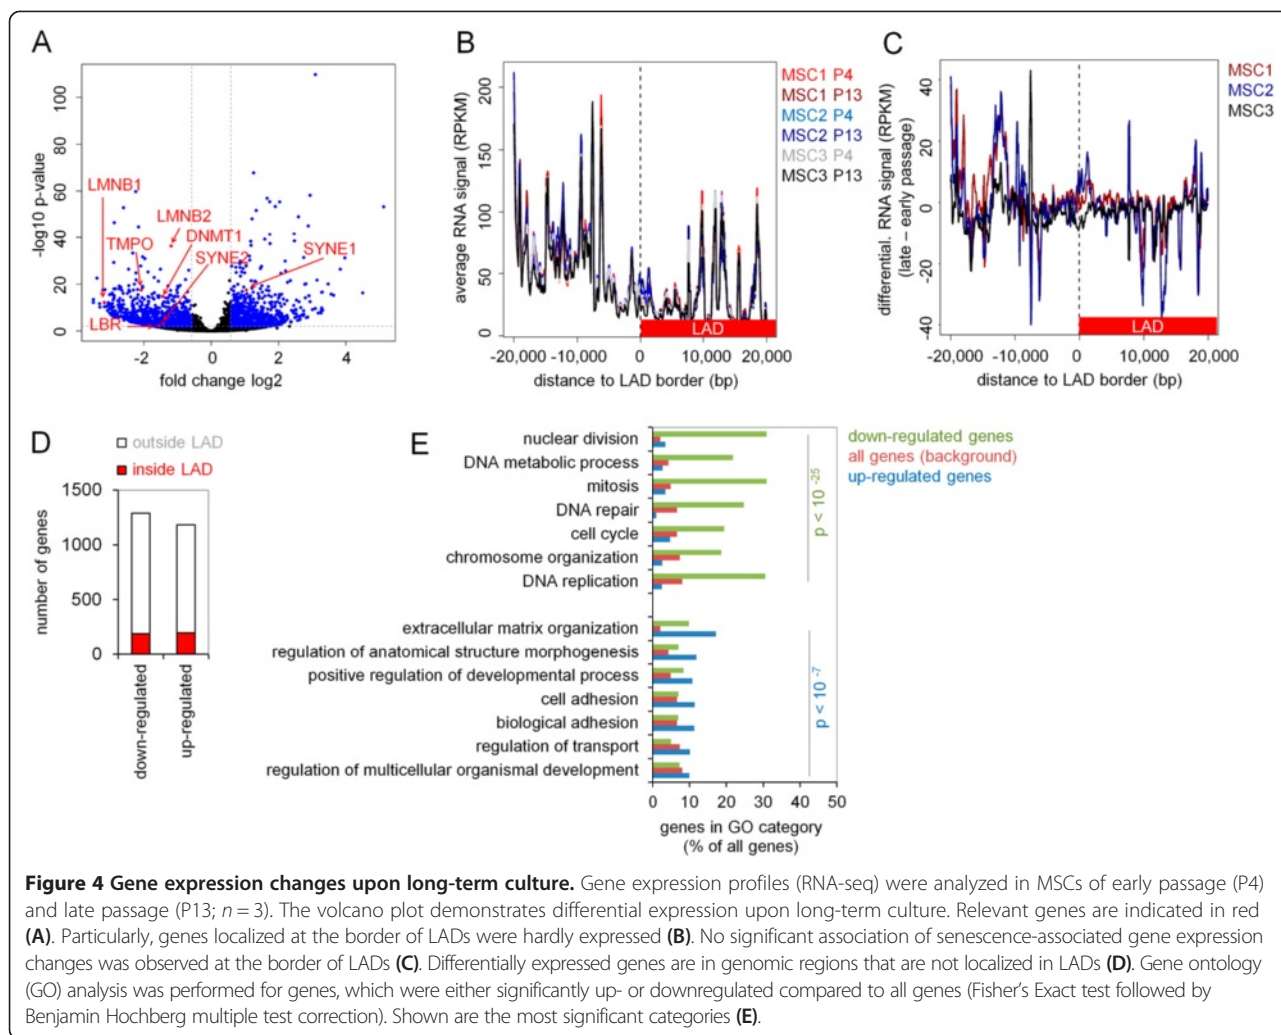 A
100
80
60
40
20
0
-log10 p-value
LMNB1
LMNB2
TMPO
DNMT1
SYNE2
SYNE1
LBR
-2
0
2
4
fold change log2
B
200
150
100
50
0
average RNA signal (RPKM)
MSC1 P4
MSC1 P13
MSC2 P4
MSC2 P13
MSC3 P4
MSC3 P13
LAD
-20,000
-10,000
0
10,000
20,000
distance to LAD border (bp)
C
40
20
0
-20
-40
differential. RNA signal (RPKM)
(late – early passage)
MSC1
MSC2
MSC3
LAD
-20,000
-10,000
0
10,000
20,000
distance to LAD border (bp)
D
outside LAD
inside LAD
1500
1000
500
0
number of genes
down-regulated
up-regulated
E
nuclear division
DNA metabolic process
mitosis
DNA repair
cell cycle
chromosome organization
DNA replication
extracellular matrix organization
regulation of anatomical structure morphogenesis
positive regulation of developmental process
cell adhesion
biological adhesion
regulation of transport
regulation of multicellular organismal development
0 10 20 30 40 50
genes in GO category
(% of all genes)
p < 10 -25
p < 10 -7
down-regulated genes
all genes (background)
up-regulated genes
Figure 4 Gene expression changes upon long-term culture. Gene expression profiles (RNA-seq) were analyzed in MSCs of early passage (P4)
and late passage (P13; n = 3). The volcano plot demonstrates differential expression upon long-term culture. Relevant genes are indicated in red
(A). Particularly, genes localized at the border of LADs were hardly expressed (B). No significant association of senescence-associated gene expression
changes was observed at the border of LADs (C). Differentially expressed genes are in genomic regions that are not localized in LADs (D). Gene ontology
(GO) analysis was performed for genes, which were either significantly up- or downregulated compared to all genes (Fisher's Exact test followed by
Benjamin Hochberg multiple test correction). Shown are the most significant categories (E).